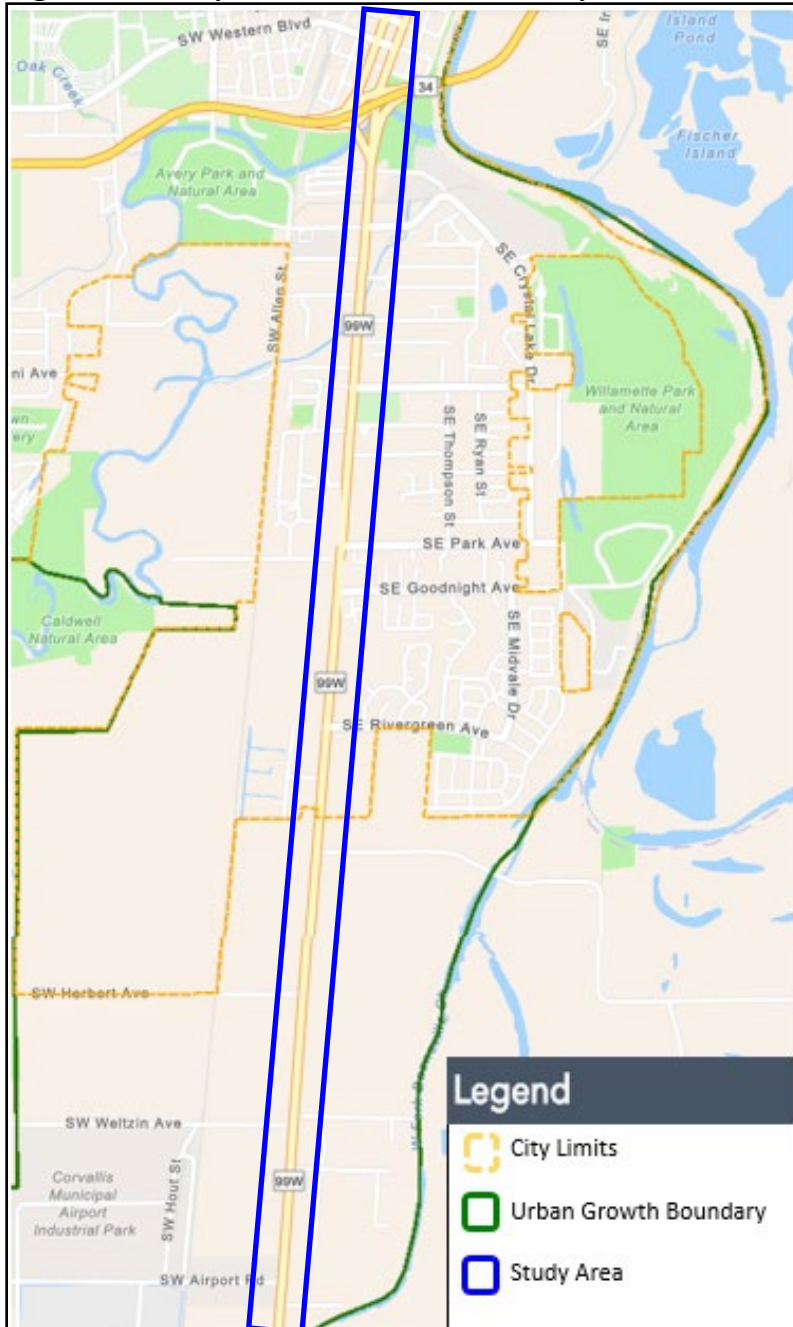 SW Western Blvd
Island
Pond
Oak Creek
34
Fischer
Island
Avery Park and
Natural Area
SE Crystal Lake Dr
SW Allen St
99W
ni Ave
Willamette Park
and Natural
Area
SE Thompson St
SE Ryan St
SE Park Ave
SE Goodnight Ave
Caldwell
Natural Area
SE Midvale Dr
99W
SE Rivergreen Ave
SW Herbert Ave
SW Weltzin Ave
Corvallis
Municipal
Airport
Industrial Park
SW Hout St
99W
SW Airport Rd
Legend
City Limits
Urban Growth Boundary
Study Area